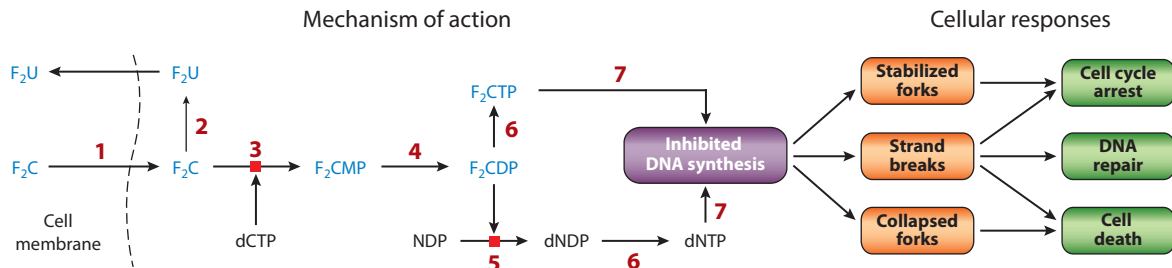 Mechanism of action
Cellular responses
F₂U
F₂U
7
F₂CTP
Stabilized
forks
Cell cycle
arrest
2
6
1
3
4
F₂C
F₂C
F₂CMP
F₂CDP
Inhibited
DNA synthesis
Strand
breaks
DNA
repair
7
Cell
membrane
dCTP
NDP
dNDP
dNTP
5
6
Collapsed
forks
Cell
death